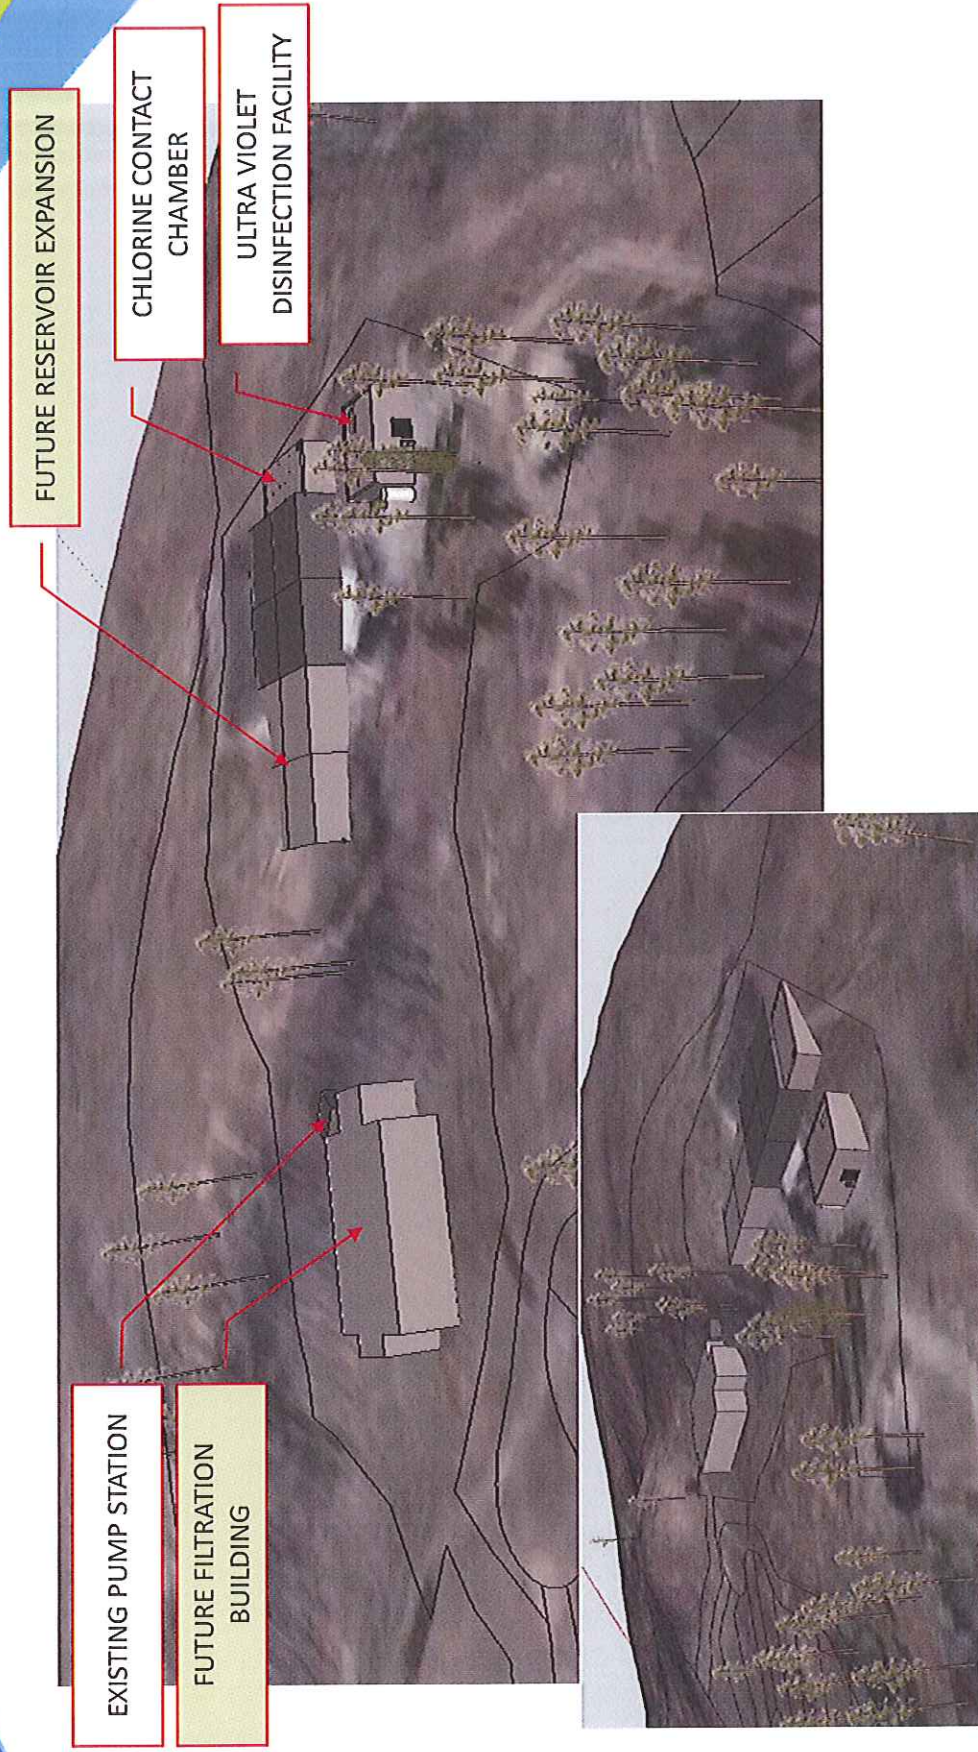 EXISTING PUMP STATION
FUTURE FILTRATION
BUILDING
FUTURE RESERVOIR EXPANSION
CHLORINE CONTACT
CHAMBER
ULTRA VIOLET
DISINFECTION FACILITY